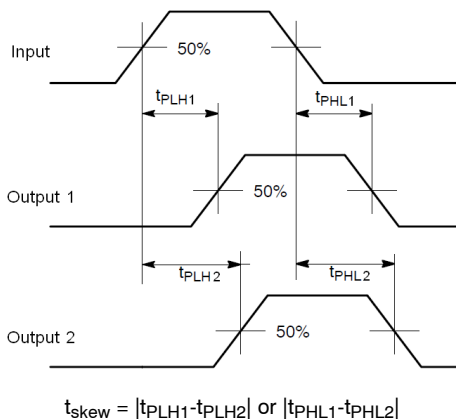 Input
50%
tPLH1
tPHL1
Output 1
50%
tPLH2
tPHL2
Output 2
50%
tskew = |tPLH1-tPLH2| or |tPHL1-tPHL2|